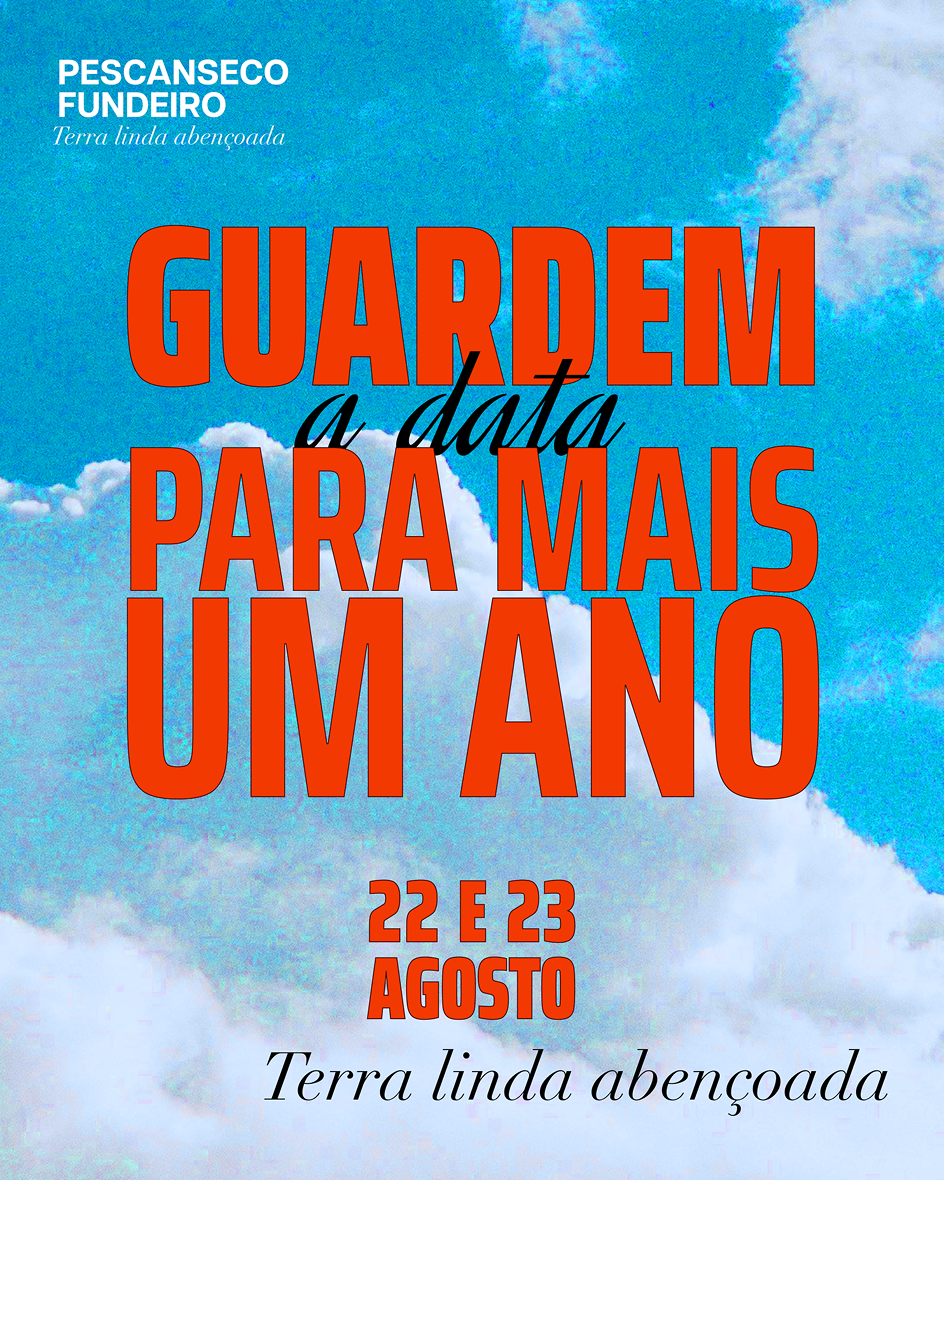 PESCANSECO
FUNDEIRO
Terra linda abençoada
GUARDEM
a data
PARA MAIS
UM ANO
22 E 23
AGOSTO
Terra linda abençoada